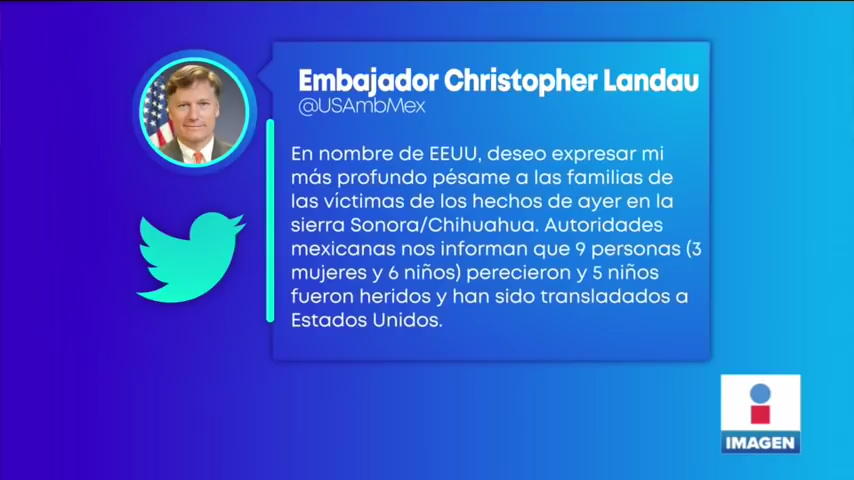 Embajador Christopher Landau
@USAmbMex
En nombre de EEUU, deseo expresar mi
más profundo pésame a las familias de
las víctimas de los hechos de ayer en la
sierra Sonora/Chihuahua. Autoridades
mexicanas nos informan que 9 personas (3
mujeres y 6 niños) perecieron y 5 niños
fueron heridos y han sido transladados a
Estados Unidos.
IMAGEN